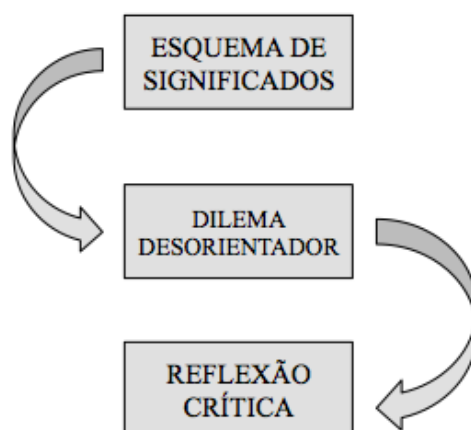 ESQUEMA DE
SIGNIFICADOS
DILEMA
DESORIENTADOR
REFLEXÃO
CRÍTICA